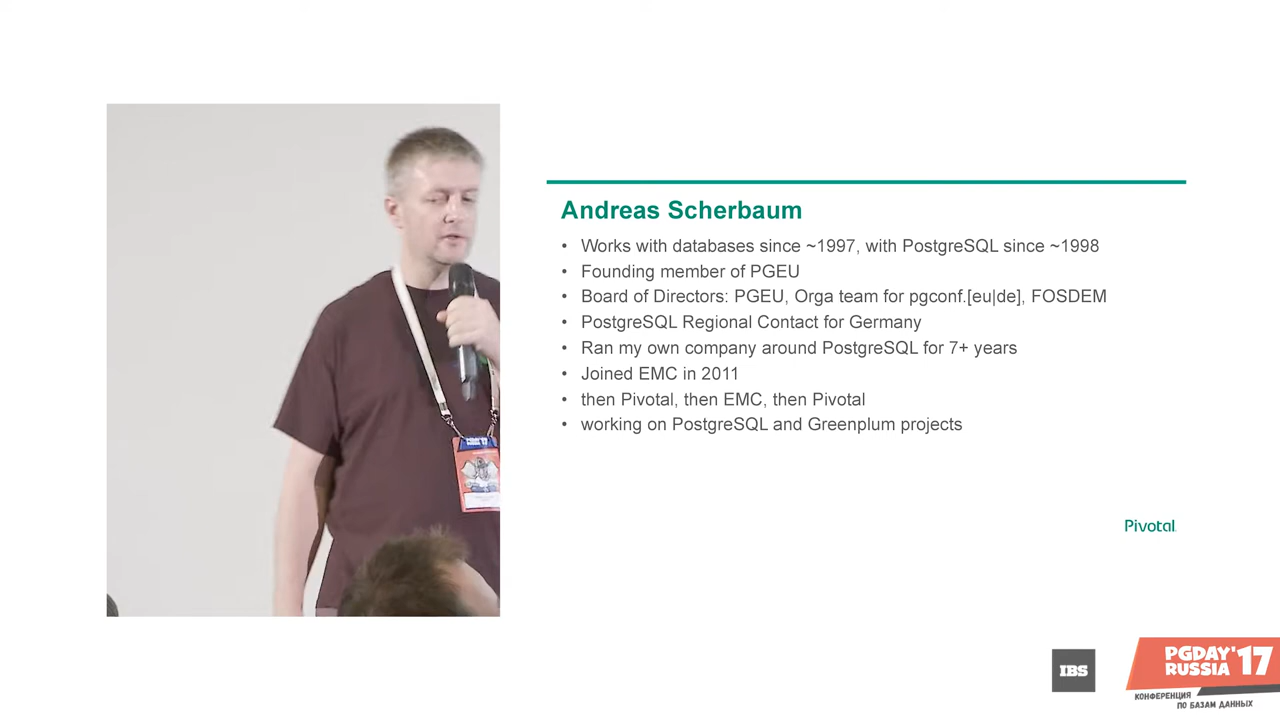 Andreas Scherbaum
• Works with databases since ~1997, with PostgreSQL since ~1998
• Founding member of PGEU
• Board of Directors: PGEU, Orga team for pgconf.[eu|de], FOSDEM
• PostgreSQL Regional Contact for Germany
• Ran my own company around PostgreSQL for 7+ years
• Joined EMC in 2011
• then Pivotal, then EMC, then Pivotal
• working on PostgreSQL and Greenplum projects
Pivotal
IBS
PGDAY'17
RUSSIA
КОНФЕРЕНЦИЯ
ПО БАЗАМ ДАННЫХ